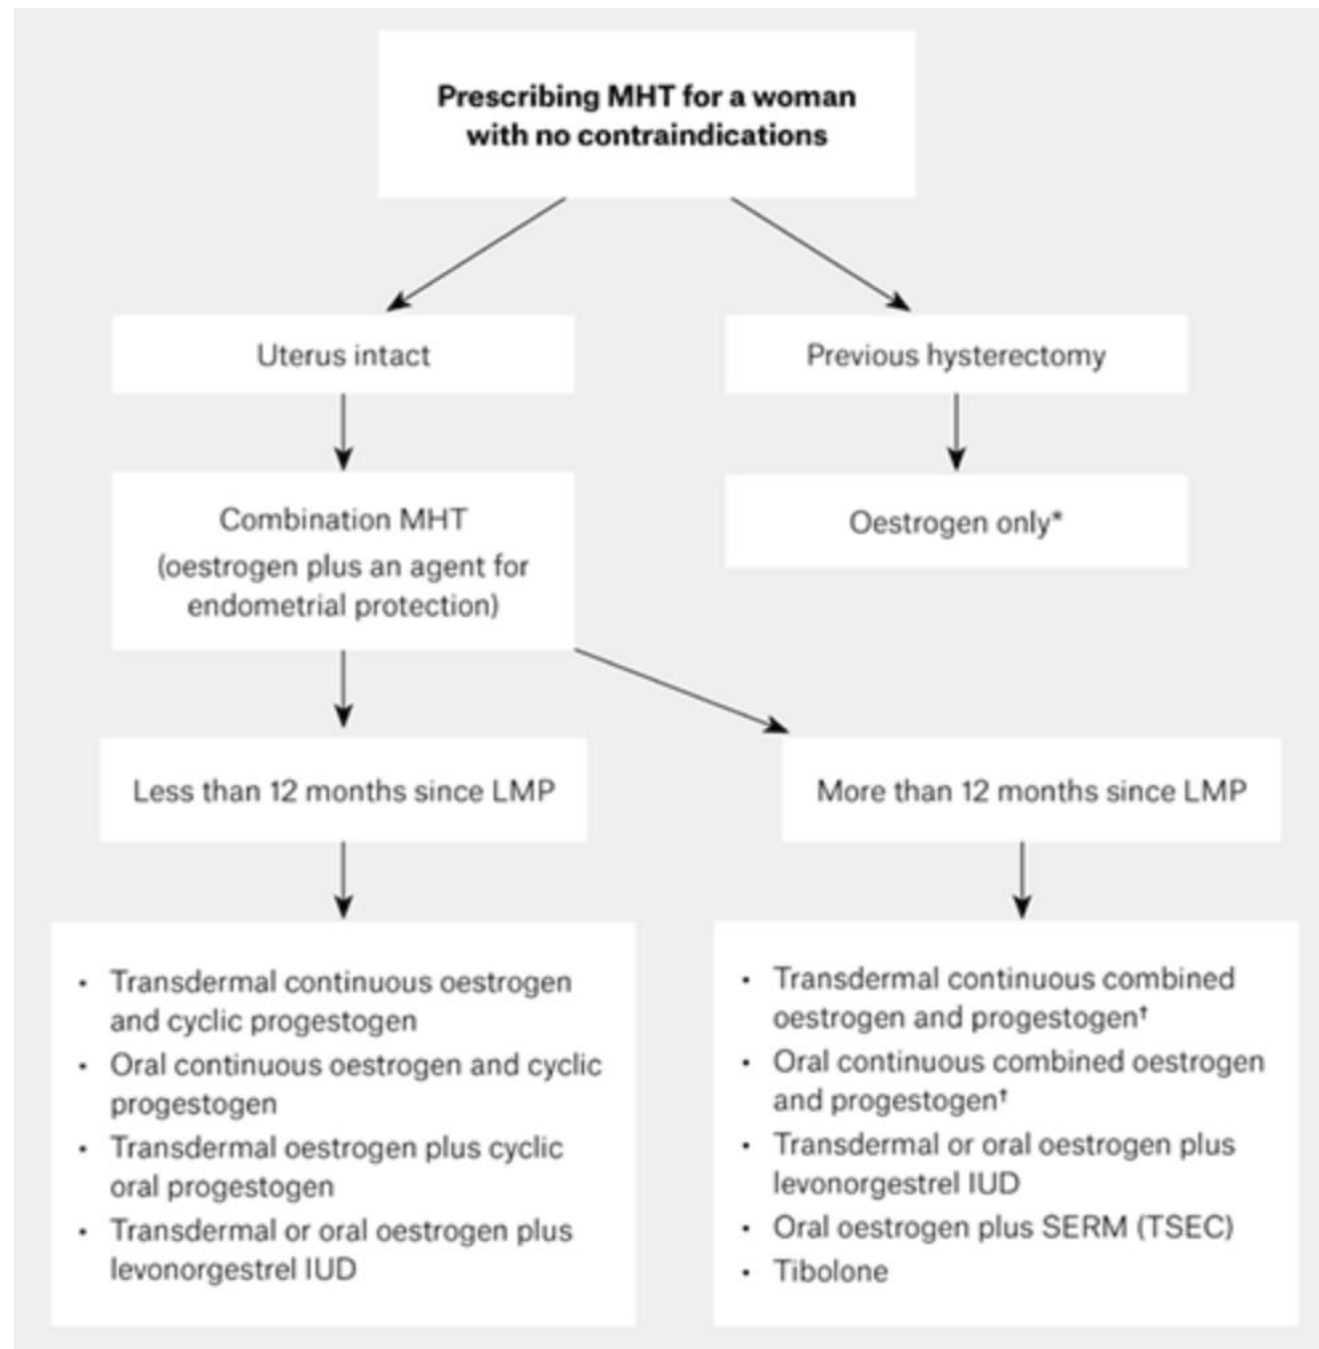 Prescribing MHT for a woman
with no contraindications
Uterus intact
Previous hysterectomy
Combination MHT
(oestrogen plus an agent for
endometrial protection)
Oestrogen only*
Less than 12 months since LMP
More than 12 months since LMP
• Transdermal continuous oestrogen
and cyclic progestogen
• Oral continuous oestrogen and cyclic
progestogen
• Transdermal oestrogen plus cyclic
oral progestogen
• Transdermal or oral oestrogen plus
levonorgestrel IUD
• Transdermal continuous combined
oestrogen and progestogen†
• Oral continuous combined oestrogen
and progestogen†
• Transdermal or oral oestrogen plus
levonorgestrel IUD
• Oral oestrogen plus SERM (TSEC)
• Tibolone